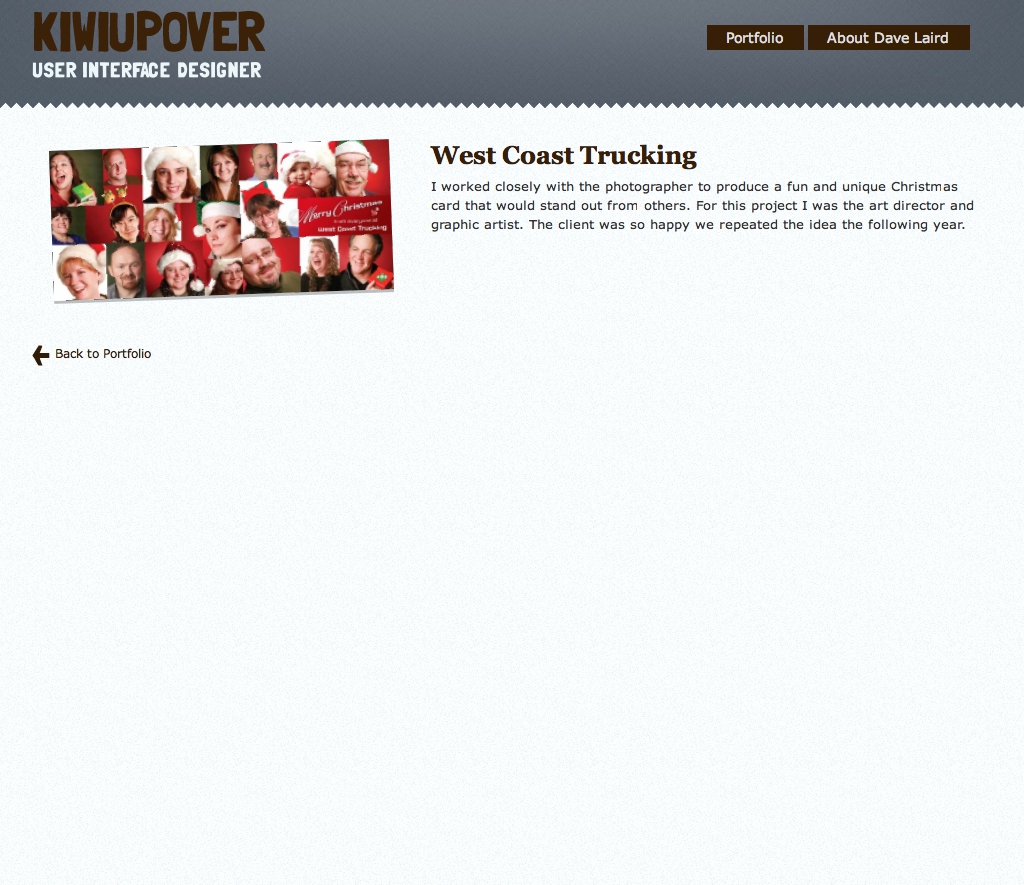 KIWIUPOVER
USER INTERFACE DESIGNER
Portfolio
About Dave Laird
Merry Christmas
West Coast Trucking
West Coast Trucking
I worked closely with the photographer to produce a fun and unique Christmas
card that would stand out from others. For this project I was the art director and
graphic artist. The client was so happy we repeated the idea the following year.
Back to Portfolio